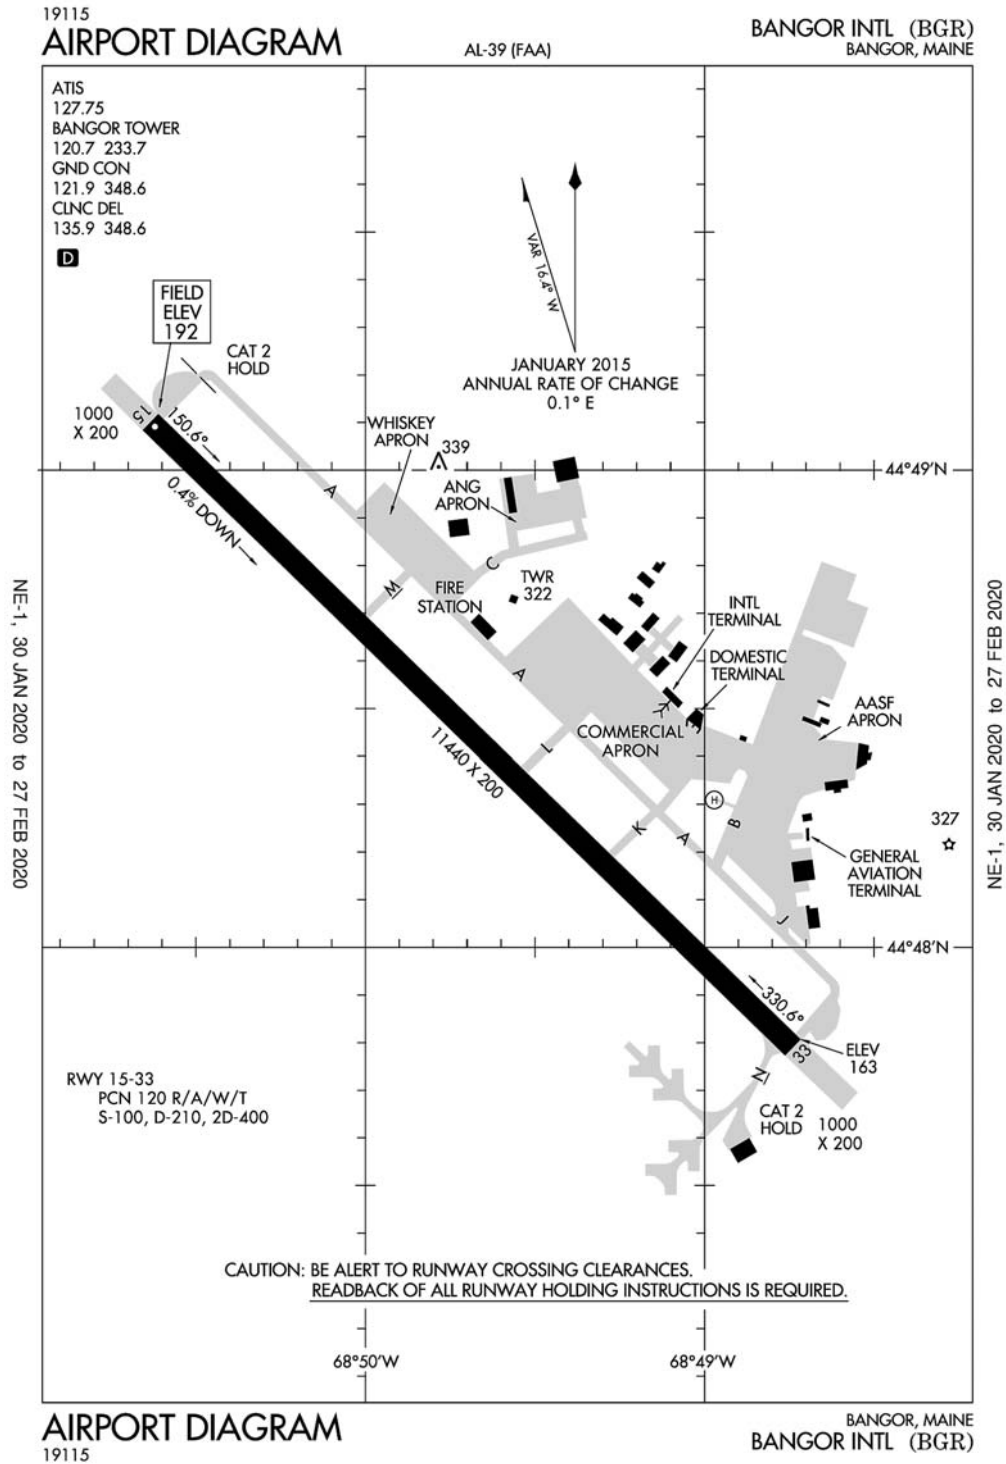 19115
AIRPORT DIAGRAM
AL-39 (FAA)
BANGOR INTL (BGR)
BANGOR, MAINE
ATIS
127.75
BANGOR TOWER
120.7 233.7
GND CON
121.9 348.6
CLNC DEL
135.9 348.6
D
VAR 16.4° W
JANUARY 2015
ANNUAL RATE OF CHANGE
0.1° E
FIELD
ELEV
192
CAT 2
HOLD
1000
X 200
15
150.6°
0.4% DOWN
A
WHISKEY
APRON
339
ANG
APRON
44°49'N
C
M
FIRE
STATION
TWR
322
INTL
TERMINAL
DOMESTIC
TERMINAL
A
COMMERCIAL
APRON
AASF
APRON
11440 X 200
L
H
K
A
B
327
GENERAL
AVIATION
TERMINAL
J
44°48'N
330.6°
33
ELEV
163
N
CAT 2
HOLD
1000
X 200
RWY 15-33
PCN 120 R/A/W/T
S-100, D-210, 2D-400
CAUTION: BE ALERT TO RUNWAY CROSSING CLEARANCES.
READBACK OF ALL RUNWAY HOLDING INSTRUCTIONS IS REQUIRED.
68°50'W
68°49'W
NE-1, 30 JAN 2020 to 27 FEB 2020
NE-1, 30 JAN 2020 to 27 FEB 2020
AIRPORT DIAGRAM
19115
BANGOR, MAINE
BANGOR INTL (BGR)